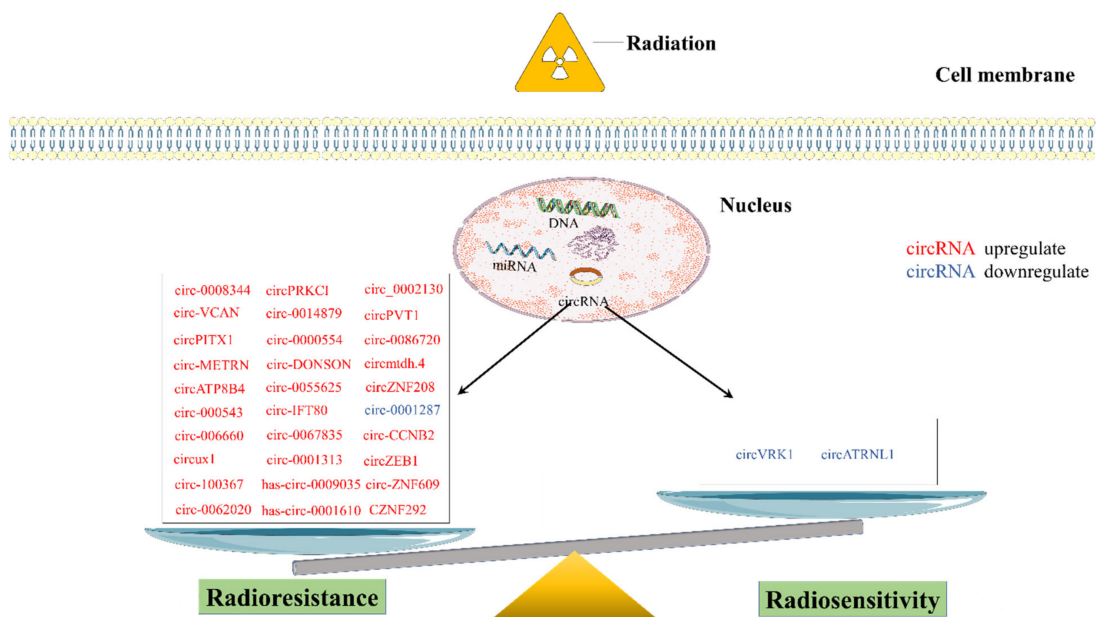 Radiation
Cell membrane
Nucleus
DNA
miRNA
circRNA
circRNA upregulate
circRNA downregulate
circ-0008344 circPRKCI circ_0002130
circ-VCAN circ-0014879 circPVT1
circPITX1 circ-0000554 circ-0086720
circ-METRN circ-DONSON circmtdh.4
circATP8B4 circ-0055625 circZNF208
circ-000543 circ-IFT80 circ-0001287
circ-006660 circ-0067835 circ-CCNB2
circux1 circ-0001313 circZEB1
circ-100367 has-circ-0009035 circ-ZNF609
circ-0062020 has-circ-0001610 CZNF292
circVRK1 circATRNL1
Radioresistance
Radiosensitivity